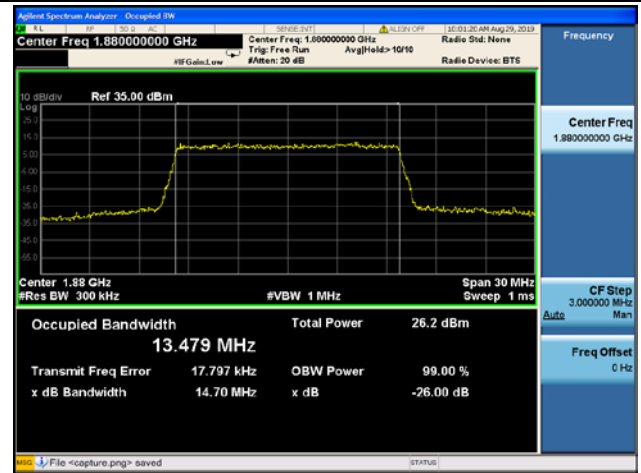 Agilent Spectrum Analyzer - Occupied BW
RL RF 50 Ω AC SENSE:INT ALIGN OFF 10:01:20 AM Aug 29, 2019
Center Freq 1.880000000 GHz
Center Freq: 1.880000000 GHz
Radio Std: None
Trig: Free Run Avg|Hold:> 10/10
#IFGain:Low #Atten: 20 dB Radio Device: BTS
Frequency
10 dB/div Ref 35.00 dBm
Log
25.0
15.0
5.00
-5.00
-15.0
-25.0
-35.0
-45.0
-55.0
Center Freq
1.880000000 GHz
Center 1.88 GHz Span 30 MHz
#Res BW 300 kHz #VBW 1 MHz Sweep 1 ms
CF Step
3.000000 MHz
Auto Man
Occupied Bandwidth Total Power 26.2 dBm
13.479 MHz
Transmit Freq Error 17.797 kHz OBW Power 99.00 %
x dB Bandwidth 14.70 MHz x dB -26.00 dB
Freq Offset
0 Hz
MSG File <capture.png> saved STATUS